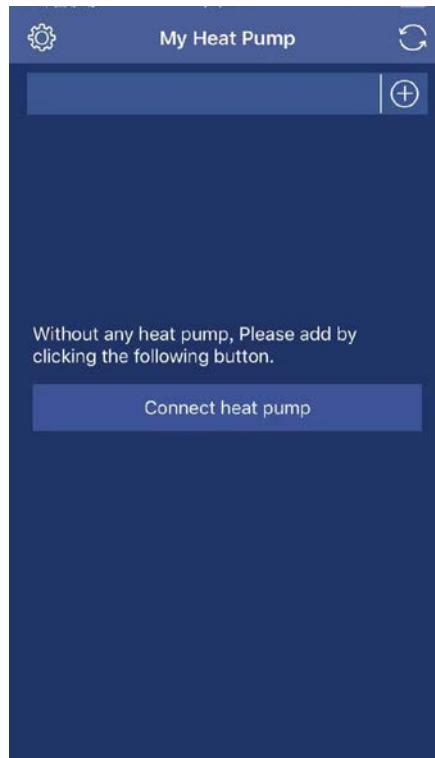 My Heat Pump
Without any heat pump, Please add by
clicking the following button.
Connect heat pump